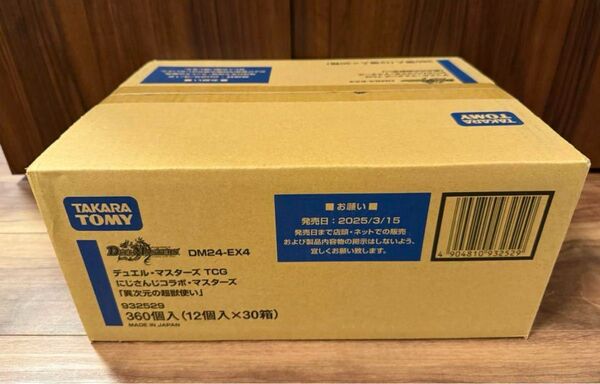 TAKARA
TOMY
DM24-EX4
デュエル・マスターズ TCG
にじさんじコラボ・マスターズ
「異次元の超獣使い」
932529
360個入(12個入×30箱)
MADE IN JAPAN
■お願い■
発売日:2025/3/15
発売日まで店頭・ネットでの販売
および製品内容物の掲示はしないよう、
宜しくお願い致します。
4 904810 932529
TAKARA
TOMY
DM24-EX4
■お願い■